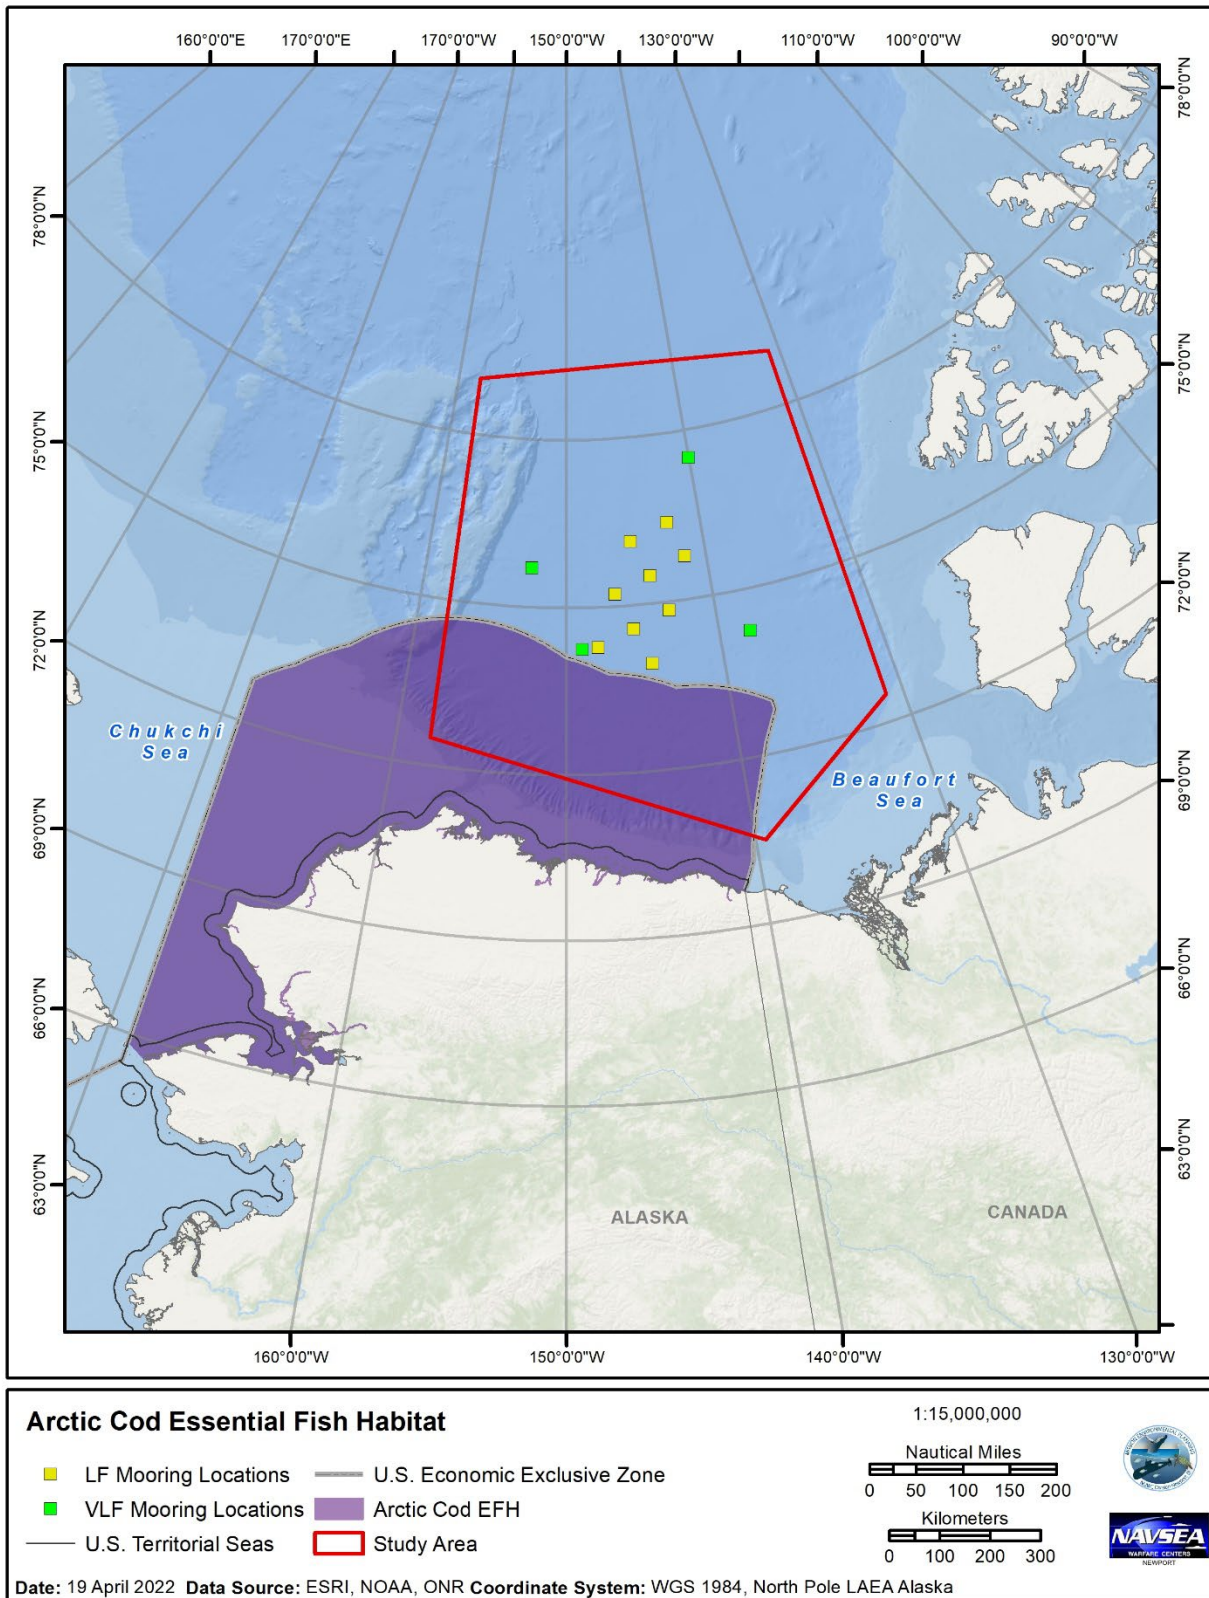 160°0'0"E 170°0'0"E 170°0'0"W 150°0'0"W 130°0'0"W 110°0'0"W 100°0'0"W 90°0'0"W
78°0'0"N
78°0'0"N
75°0'0"N
75°0'0"N
72°0'0"N
72°0'0"N
69°0'0"N
69°0'0"N
66°0'0"N
66°0'0"N
63°0'0"N
63°0'0"N
Chukchi
Sea
Beaufort
Sea
ALASKA
CANADA
160°0'0"W 150°0'0"W 140°0'0"W 130°0'0"W
Arctic Cod Essential Fish Habitat
LF Mooring Locations
VLF Mooring Locations
U.S. Territorial Seas
U.S. Economic Exclusive Zone
Arctic Cod EFH
Study Area
1:15,000,000
Nautical Miles
0 50 100 150 200
Kilometers
0 100 200 300
NAVSEA
WARFARE CENTERS
NEWPORT
Date: 19 April 2022 Data Source: ESRI, NOAA, ONR Coordinate System: WGS 1984, North Pole LAEA Alaska